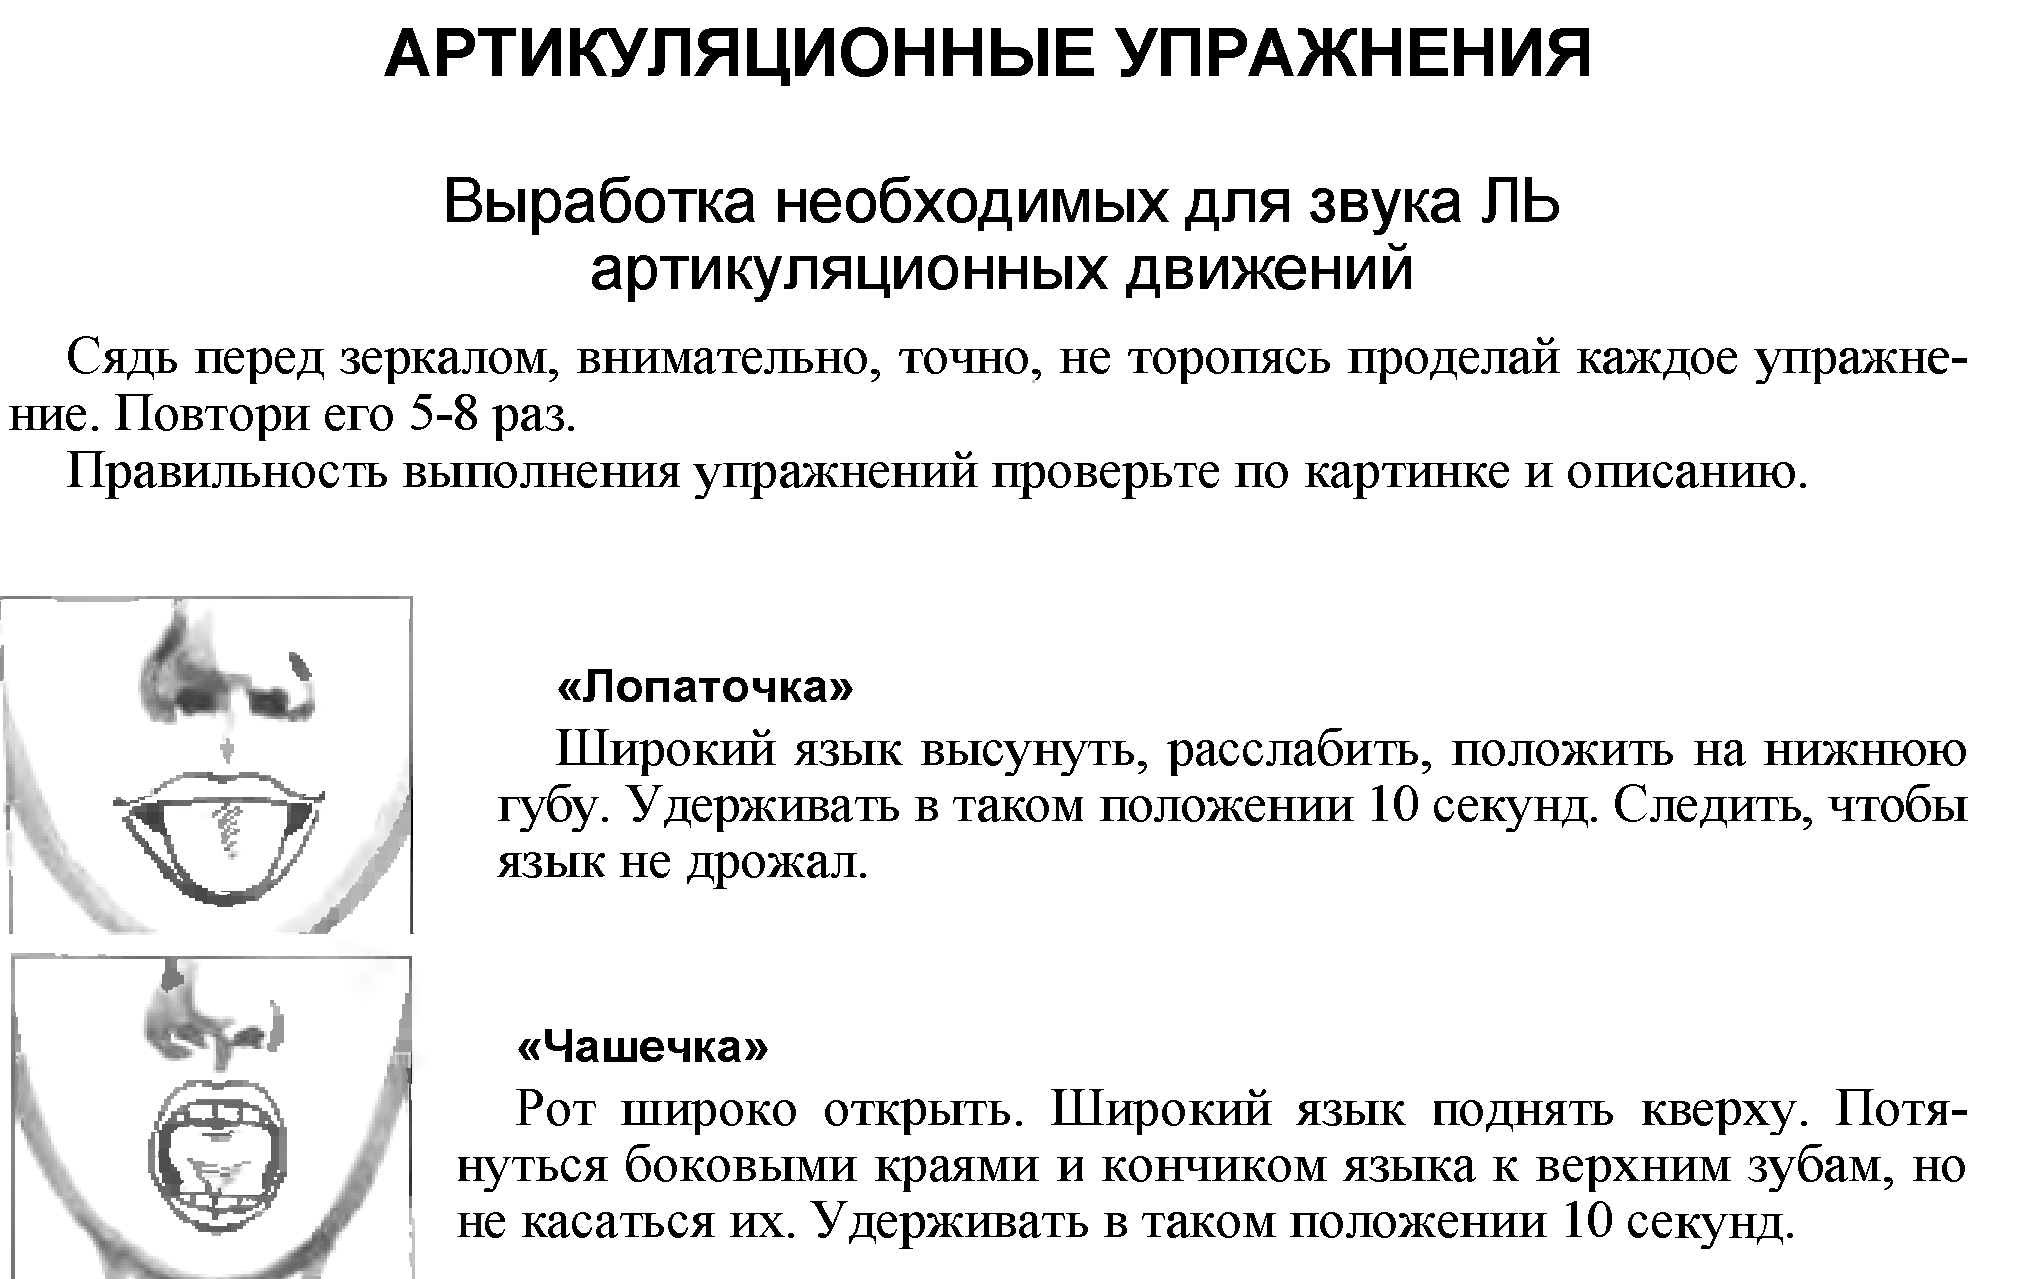 АРТИКУЛЯЦИОННЫЕ УПРАЖНЕНИЯ
Выработка необходимых для звука ЛЬ
артикуляционных движений
Сядь перед зеркалом, внимательно, точно, не торопясь проделай каждое упражне-
ние. Повтори его 5-8 раз.
Правильность выполнения упражнений проверьте по картинке и описанию.
«Лопаточка»
Широкий язык высунуть, расслабить, положить на нижнюю
губу. Удерживать в таком положении 10 секунд. Следить, чтобы
язык не дрожал.
«Чашечка»
Рот широко открыть. Широкий язык поднять кверху. Потя-
нуться боковыми краями и кончиком языка к верхним зубам, но
не касаться их. Удерживать в таком положении 10 секунд.